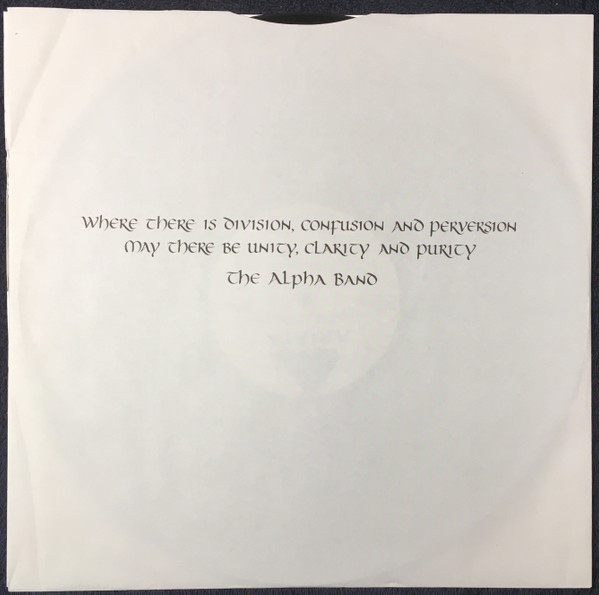 Where there is division, confusion and perversion
May there be unity, clarity and purity
The Alpha Band